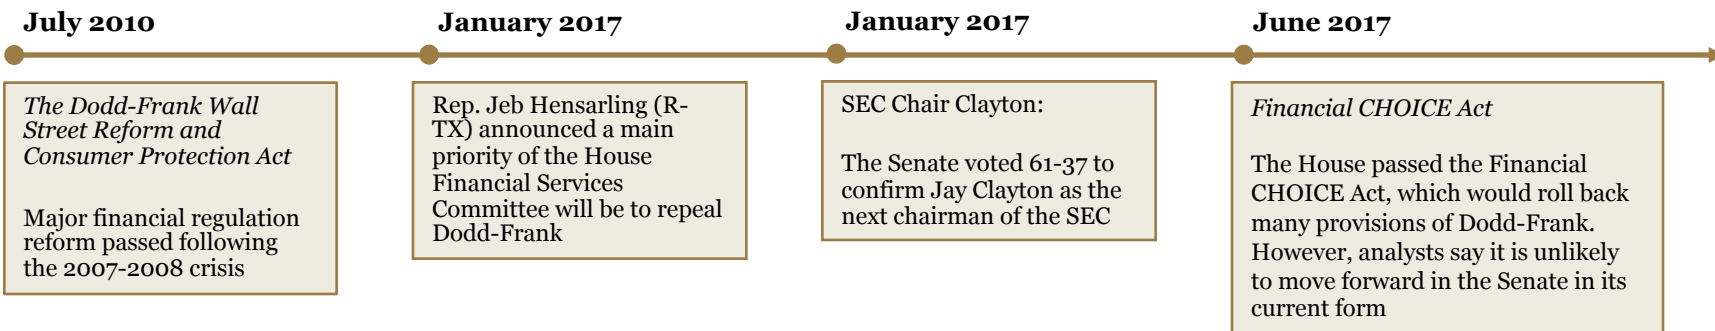 July 2010
The Dodd-Frank Wall
Street Reform and
Consumer Protection Act
Major financial regulation
reform passed following
the 2007-2008 crisis
January 2017
Rep. Jeb Hensarling (R-
TX) announced a main
priority of the House
Financial Services
Committee will be to repeal
Dodd-Frank
January 2017
SEC Chair Clayton:
The Senate voted 61-37 to
confirm Jay Clayton as the
next chairman of the SEC
June 2017
Financial CHOICE Act
The House passed the Financial
CHOICE Act, which would roll back
many provisions of Dodd-Frank.
However, analysts say it is unlikely
to move forward in the Senate in its
current form